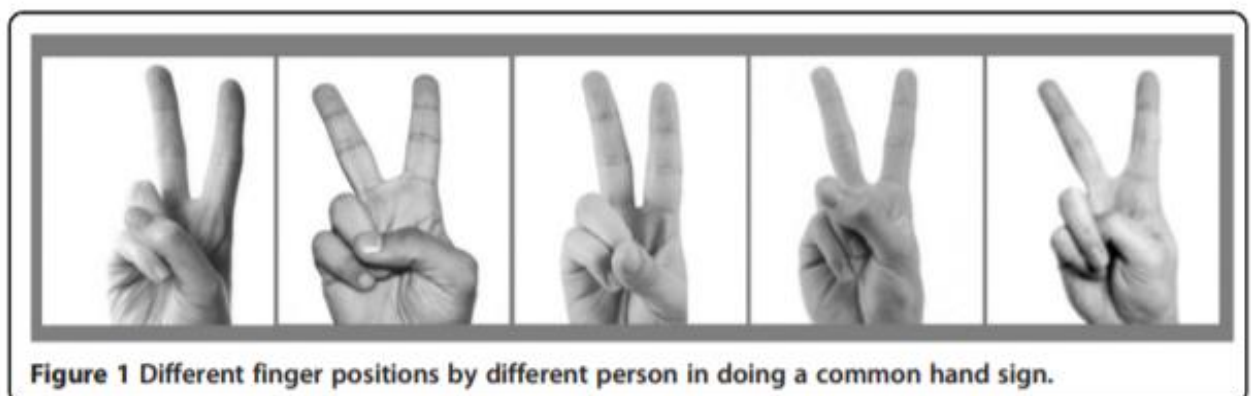 Figure 1 Different finger positions by different person in doing a common hand sign.